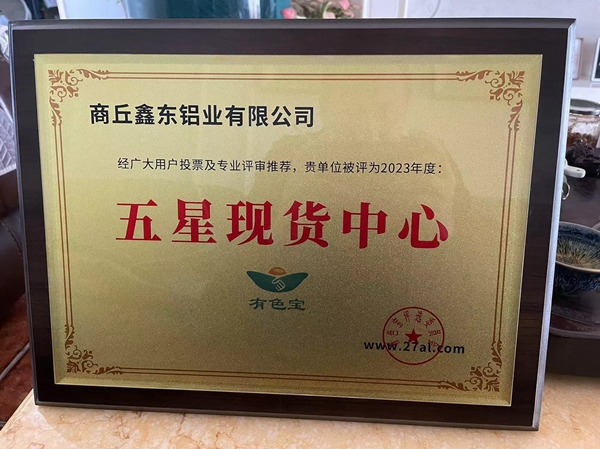 商丘鑫东铝业有限公司
经广大用户投票及专业评审推荐，贵单位被评为2023年度：
五星现货中心
有色宝
www.27al.com